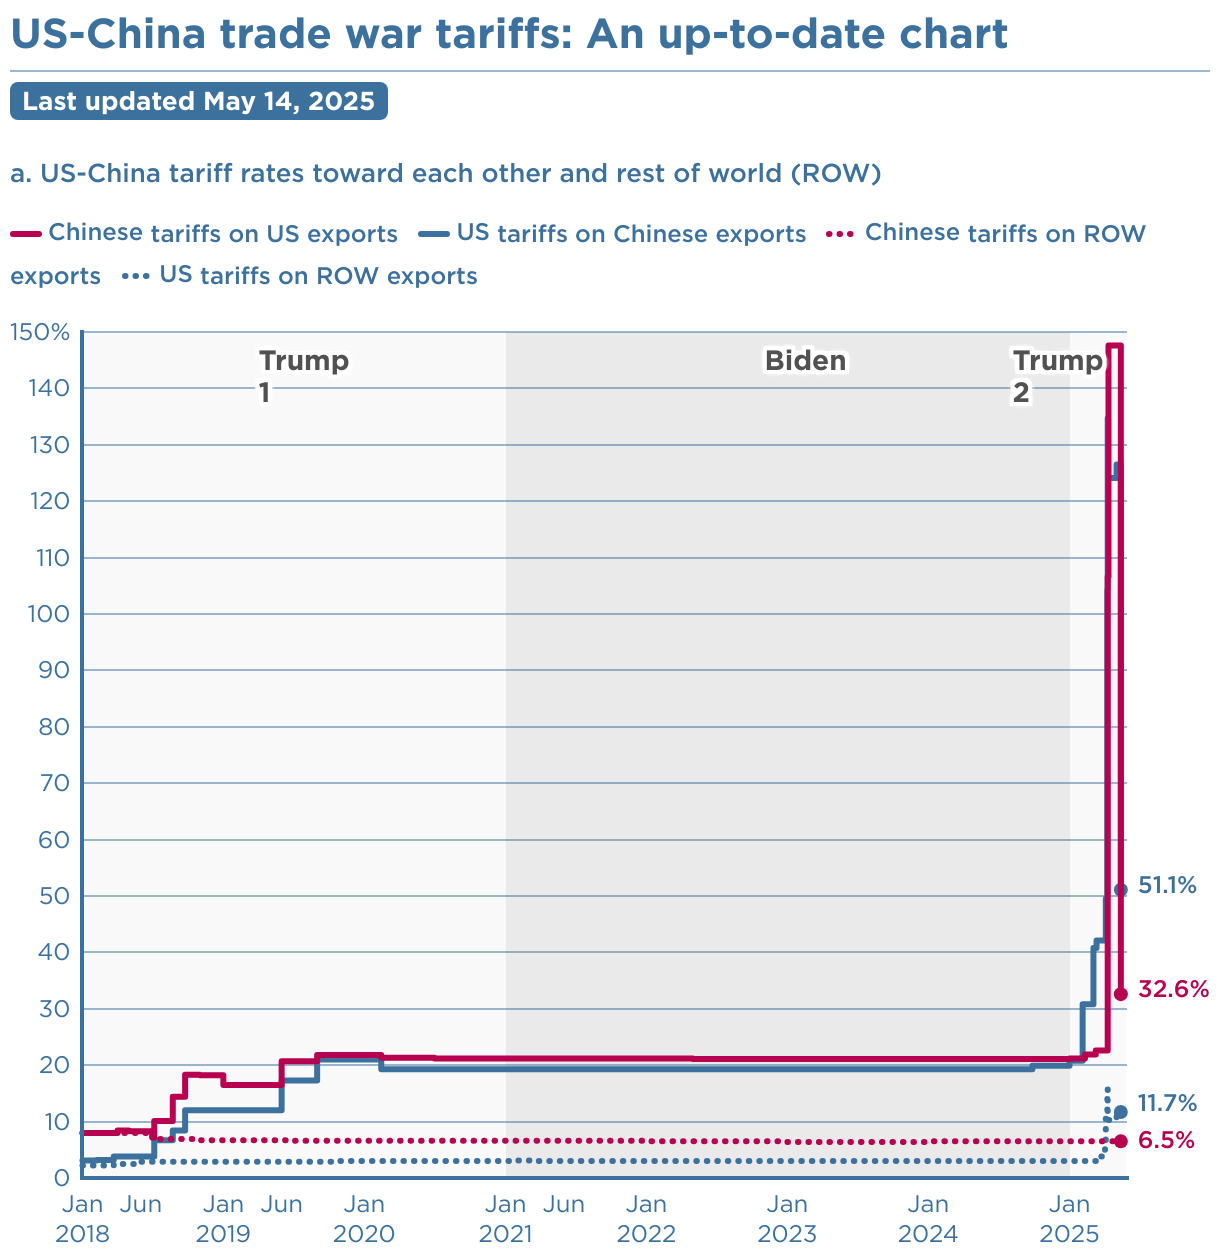 US-China trade war tariffs: An up-to-date chart
Last updated May 14, 2025
a. US-China tariff rates toward each other and rest of world (ROW)
Chinese tariffs on US exports US tariffs on Chinese exports Chinese tariffs on ROW
exports US tariffs on ROW exports
150%
Trump
1
Biden
Trump
2
140
130
120
110
100
90
80
70
60
50
40
30
20
10
0
51.1%
32.6%
11.7%
6.5%
Jan Jun Jan Jun Jan Jan Jun Jan Jan Jan Jan
2018 2019 2020 2021 2022 2023 2024 2025